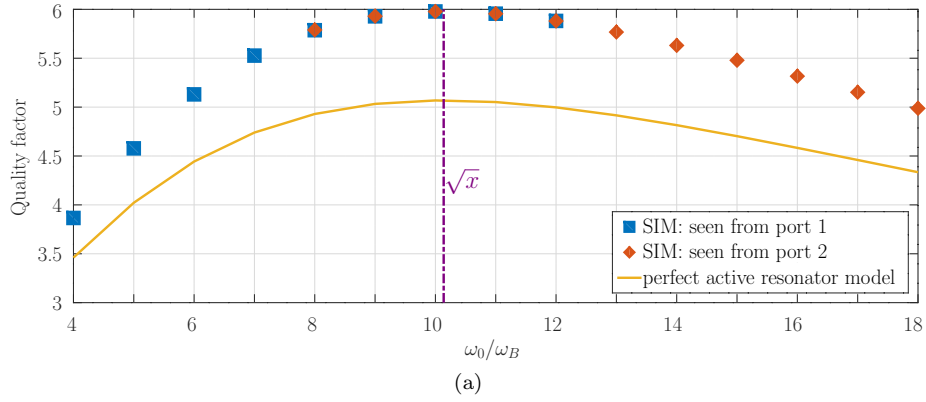 6
5.5
5
4.5
4
3.5
3
Quality factor
√x
SIM: seen from port 1
SIM: seen from port 2
perfect active resonator model
4 6 8 10 12 14 16 18
ω₀/ω_B
(a)